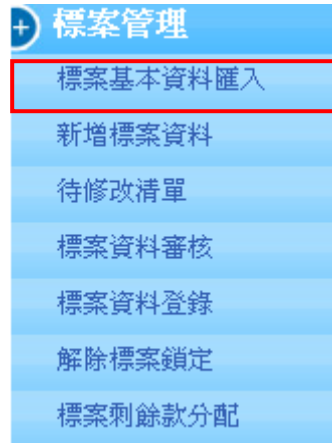 標案管理
標案基本資料匯入
新增標案資料
待修改清單
標案資料審核
標案資料登錄
解除標案鎖定
標案剩餘款分配